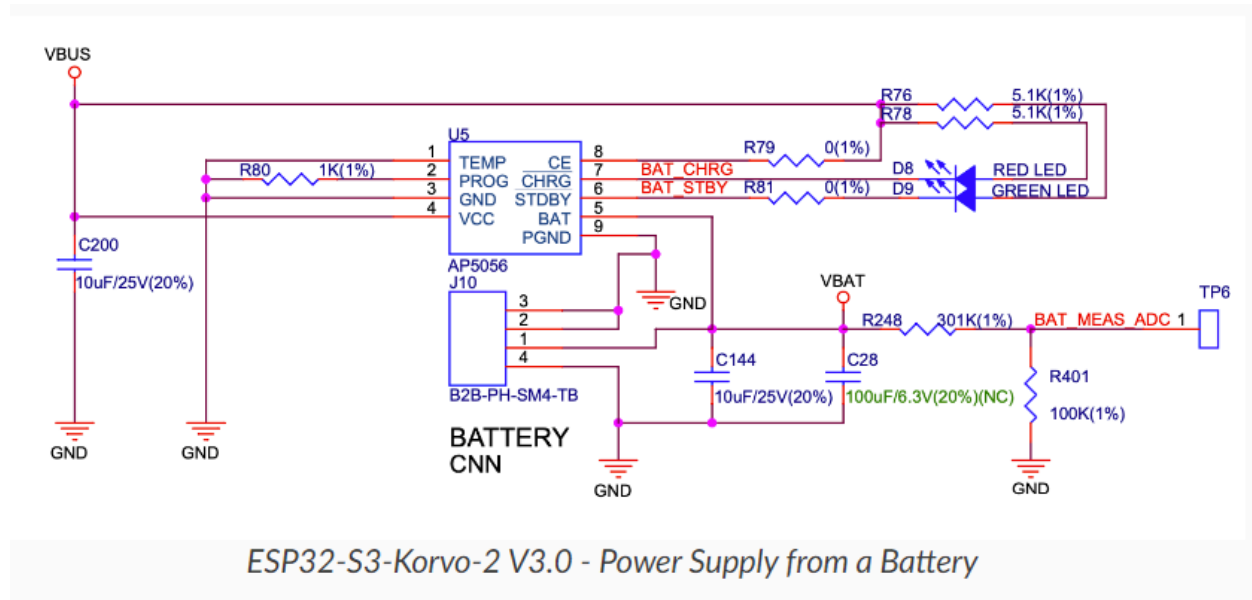 VBUS
R76 5.1K(1%)
R78 5.1K(1%)
U5
R79 0(1%)
1 TEMP CE 8
R80 1K(1%) 2 PROG CHRG 7 BAT_CHRG D8 RED LED
3 GND STDBY 6 BAT_STBY R81 0(1%) D9 GREEN LED
4 VCC BAT 5
PGND 9
C200
10uF/25V(20%)
AP5056
J10
GND
VBAT
TP6
3
2
1
4
R248 301K(1%) BAT_MEAS_ADC 1
C144
10uF/25V(20%)
C28
100uF/6.3V(20%)(NC)
R401
100K(1%)
B2B-PH-SM4-TB
BATTERY
CNN
GND
GND
GND
GND
ESP32-S3-Korvo-2 V3.0 - Power Supply from a Battery